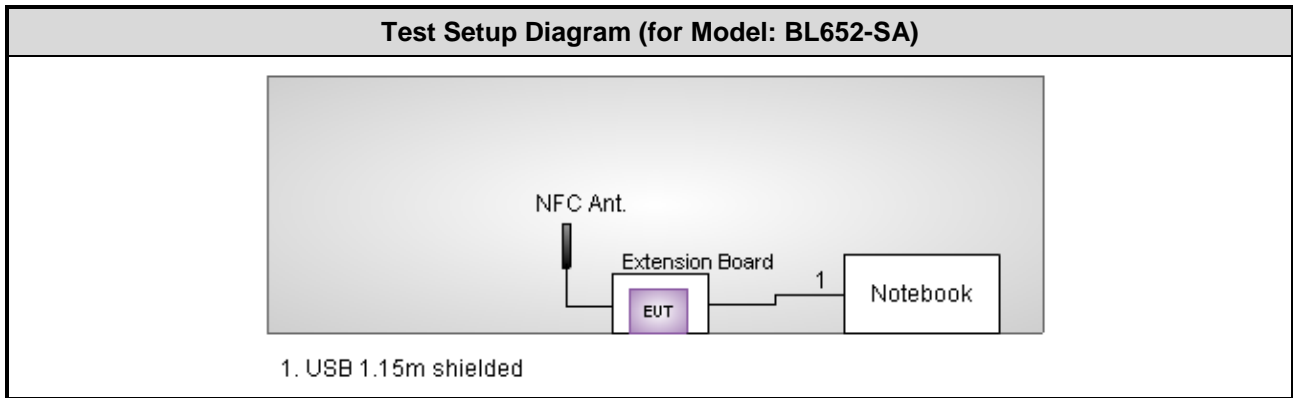 Test Setup Diagram (for Model: BL652-SA)
NFC Ant.
Extension Board
1
Notebook
EUT
1. USB 1.15m shielded